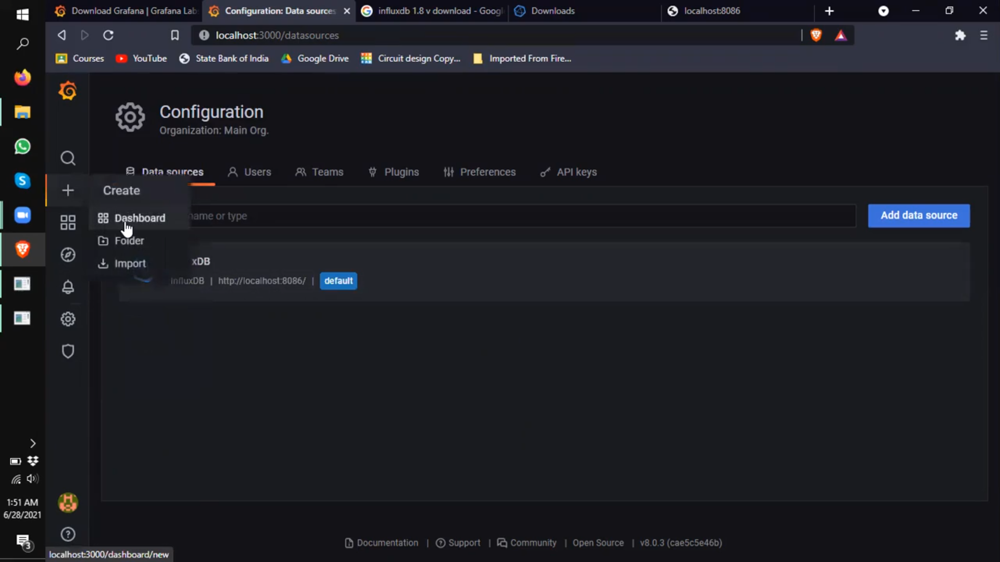 Download Grafana | Grafana Lab
Configuration: Data sources
influxdb 1.8 v download - Googl
Downloads
localhost:8086
localhost:3000/datasources
Courses
YouTube
State Bank of India
Google Drive
Circuit design Copy...
Imported From Fire...
Configuration
Organization: Main Org.
Data sources
Users
Teams
Plugins
Preferences
API keys
Create
Dashboard
Folder
Import
name or type
Add data source
xDB
InfluxDB | http://localhost:8086/ | default
1:51 AM
6/28/2021
3
Documentation | Support | Community | Open Source | v8.0.3 (cae5c5e46b)
localhost:3000/dashboard/new